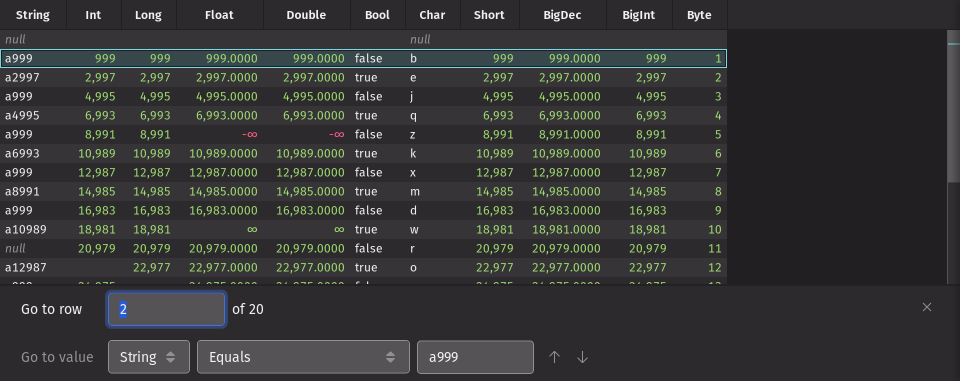 String Int Long Float Double Bool Char Short BigDec BigInt Byte
null null
a999 999 999 999.0000 999.0000 false b 999 999.0000 999 1
a2997 2,997 2,997 2,997.0000 2,997.0000 true e 2,997 2,997.0000 2,997 2
a999 4,995 4,995 4,995.0000 4,995.0000 false j 4,995 4,995.0000 4,995 3
a4995 6,993 6,993 6,993.0000 6,993.0000 true q 6,993 6,993.0000 6,993 4
a999 8,991 8,991 -∞ -∞ false z 8,991 8,991.0000 8,991 5
a6993 10,989 10,989 10,989.0000 10,989.0000 true k 10,989 10,989.0000 10,989 6
a999 12,987 12,987 12,987.0000 12,987.0000 false x 12,987 12,987.0000 12,987 7
a8991 14,985 14,985 14,985.0000 14,985.0000 true m 14,985 14,985.0000 14,985 8
a999 16,983 16,983 16,983.0000 16,983.0000 false d 16,983 16,983.0000 16,983 9
a10989 18,981 18,981 ∞ ∞ true w 18,981 18,981.0000 18,981 10
null 20,979 20,979 20,979.0000 20,979.0000 false r 20,979 20,979.0000 20,979 11
a12987 22,977 22,977.0000 22,977.0000 true o 22,977 22,977.0000 22,977 12
Go to row 2 of 20
Go to value String Equals a999